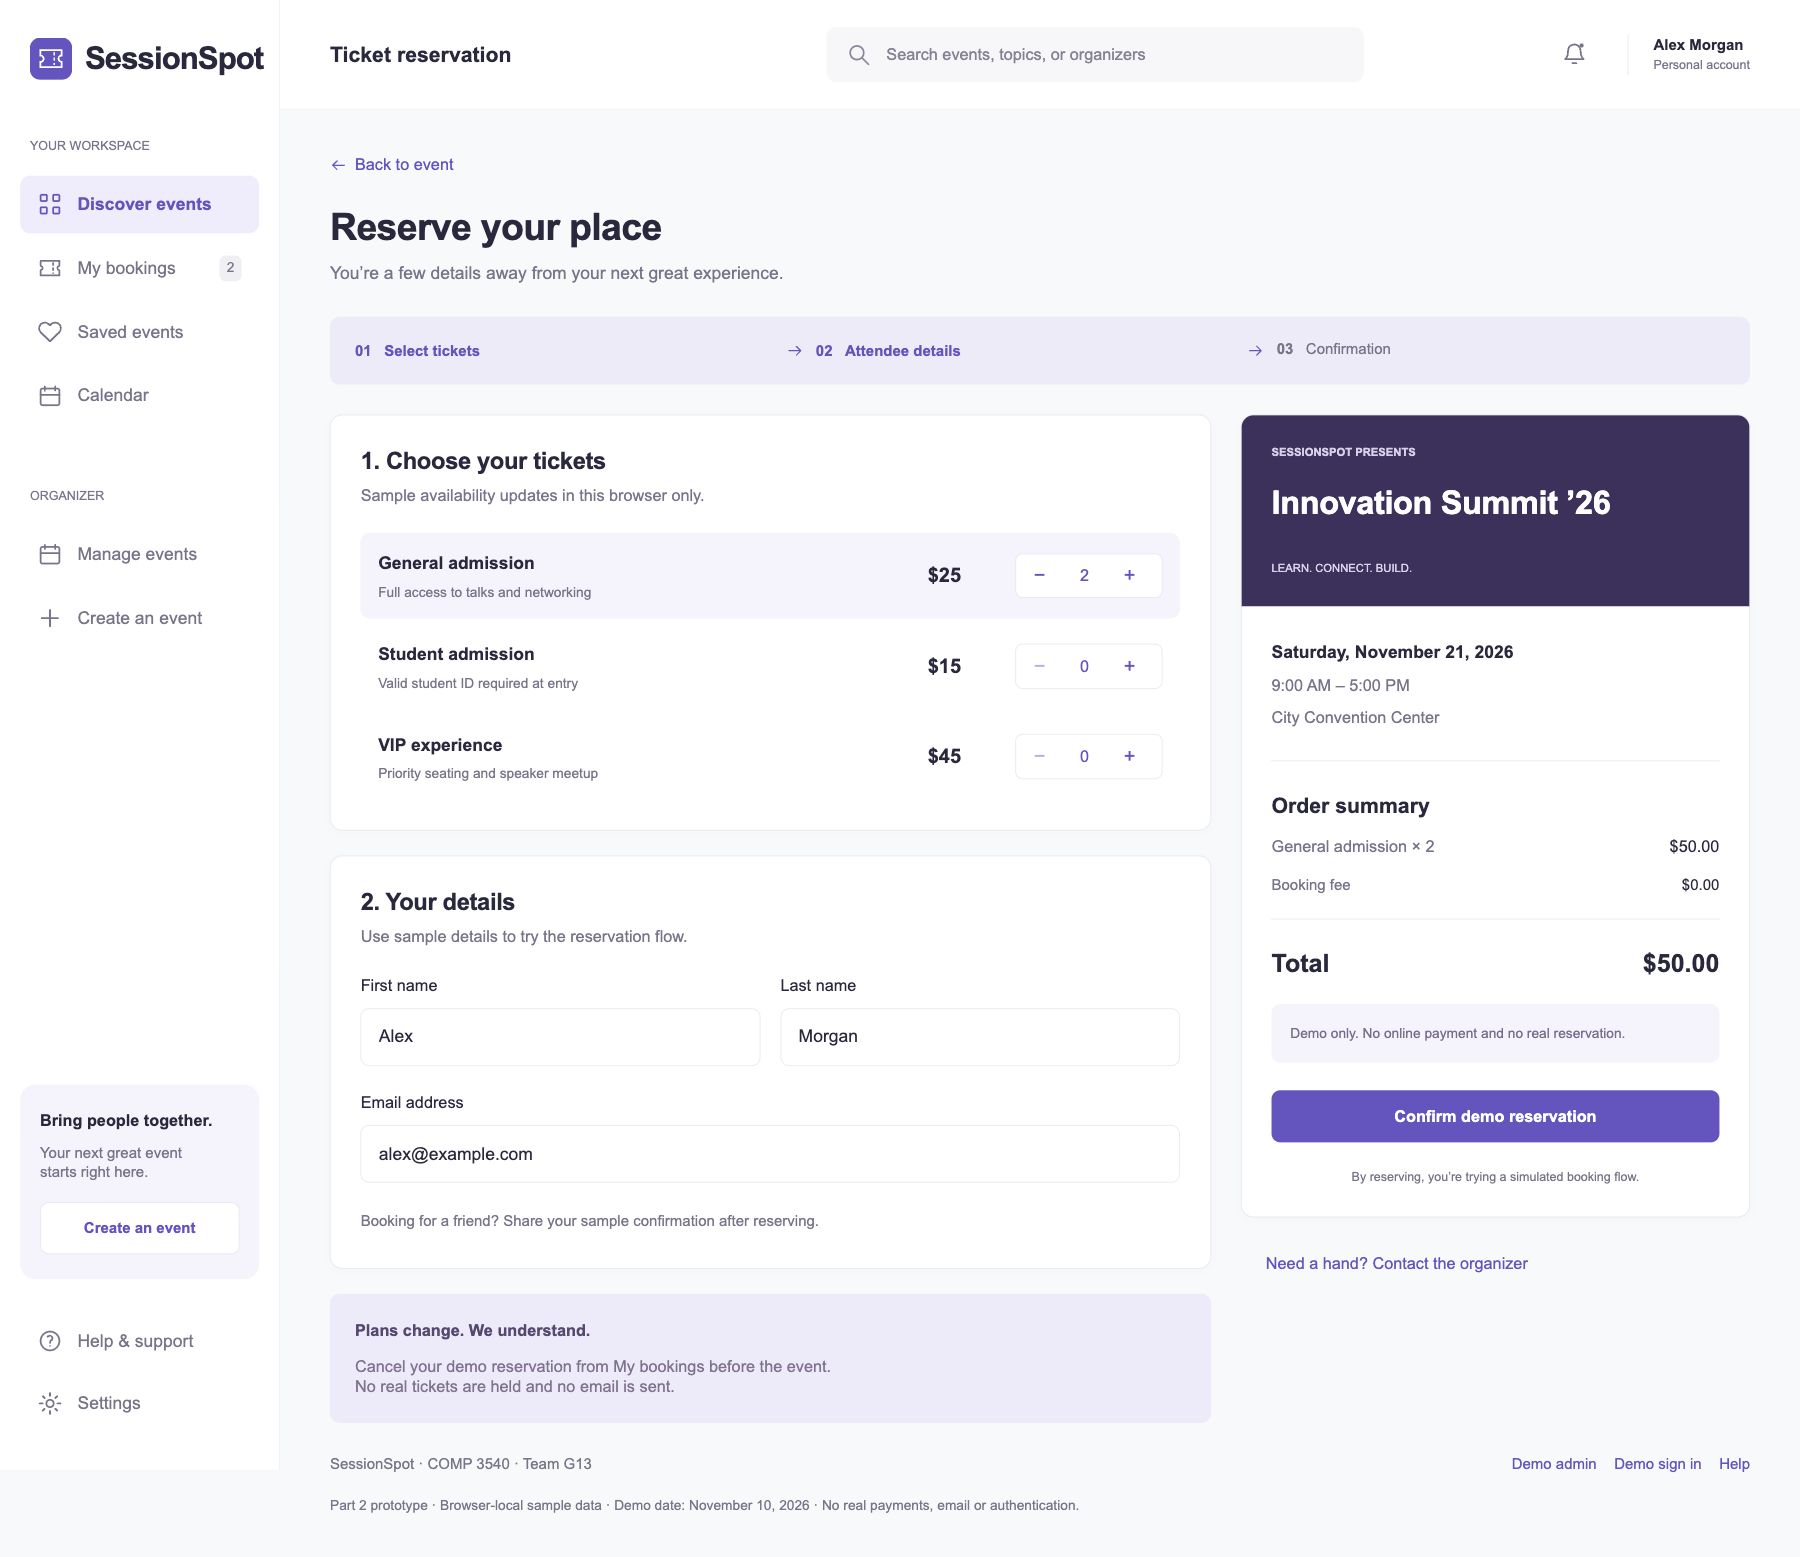 SessionSpot
YOUR WORKSPACE
Discover events
My bookings 2
Saved events
Calendar
ORGANIZER
Manage events
Create an event
Bring people together.
Your next great event
starts right here.
Create an event
Help & support
Settings
Ticket reservation
Search events, topics, or organizers
Alex Morgan
Personal account
← Back to event
Reserve your place
You’re a few details away from your next great experience.
01 Select tickets → 02 Attendee details → 03 Confirmation
1. Choose your tickets
Sample availability updates in this browser only.
General admission
Full access to talks and networking
$25 − 2 +
Student admission
Valid student ID required at entry
$15 − 0 +
VIP experience
Priority seating and speaker meetup
$45 − 0 +
2. Your details
Use sample details to try the reservation flow.
First name Last name
Alex Morgan
Email address
alex@example.com
Booking for a friend? Share your sample confirmation after reserving.
Plans change. We understand.
Cancel your demo reservation from My bookings before the event.
No real tickets are held and no email is sent.
SESSIONSPOT PRESENTS
Innovation Summit ’26
LEARN. CONNECT. BUILD.
Saturday, November 21, 2026
9:00 AM – 5:00 PM
City Convention Center
Order summary
General admission × 2 $50.00
Booking fee $0.00
Total $50.00
Demo only. No online payment and no real reservation.
Confirm demo reservation
By reserving, you’re trying a simulated booking flow.
Need a hand? Contact the organizer
SessionSpot · COMP 3540 · Team G13
Demo admin Demo sign in Help
Part 2 prototype · Browser-local sample data · Demo date: November 10, 2026 · No real payments, email or authentication.